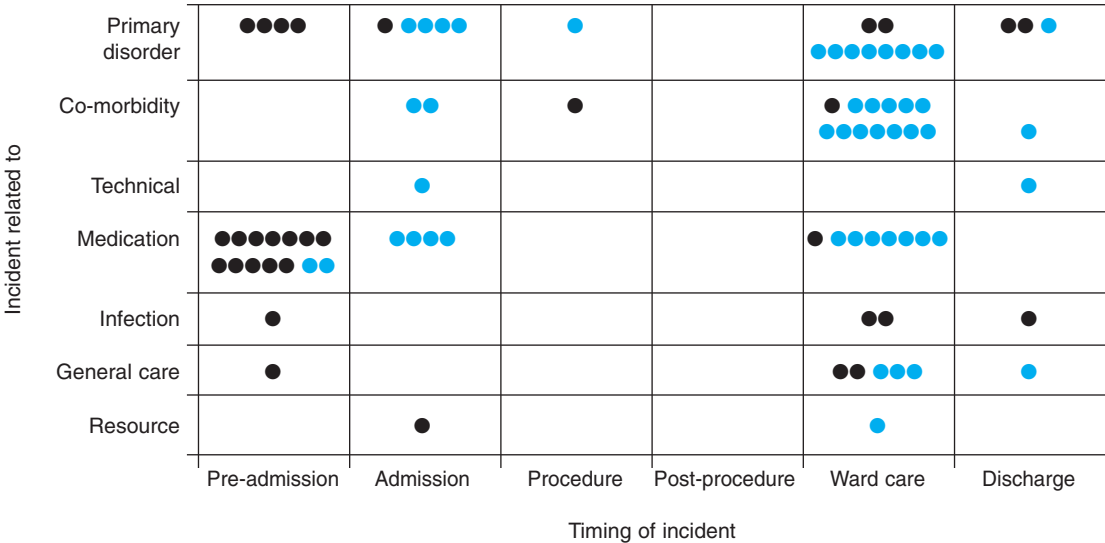 Primary
disorder
Co-morbidity
Technical
Medication
Infection
General care
Resource
Incident related to
Pre-admission
Admission
Procedure
Post-procedure
Ward care
Discharge
Timing of incident